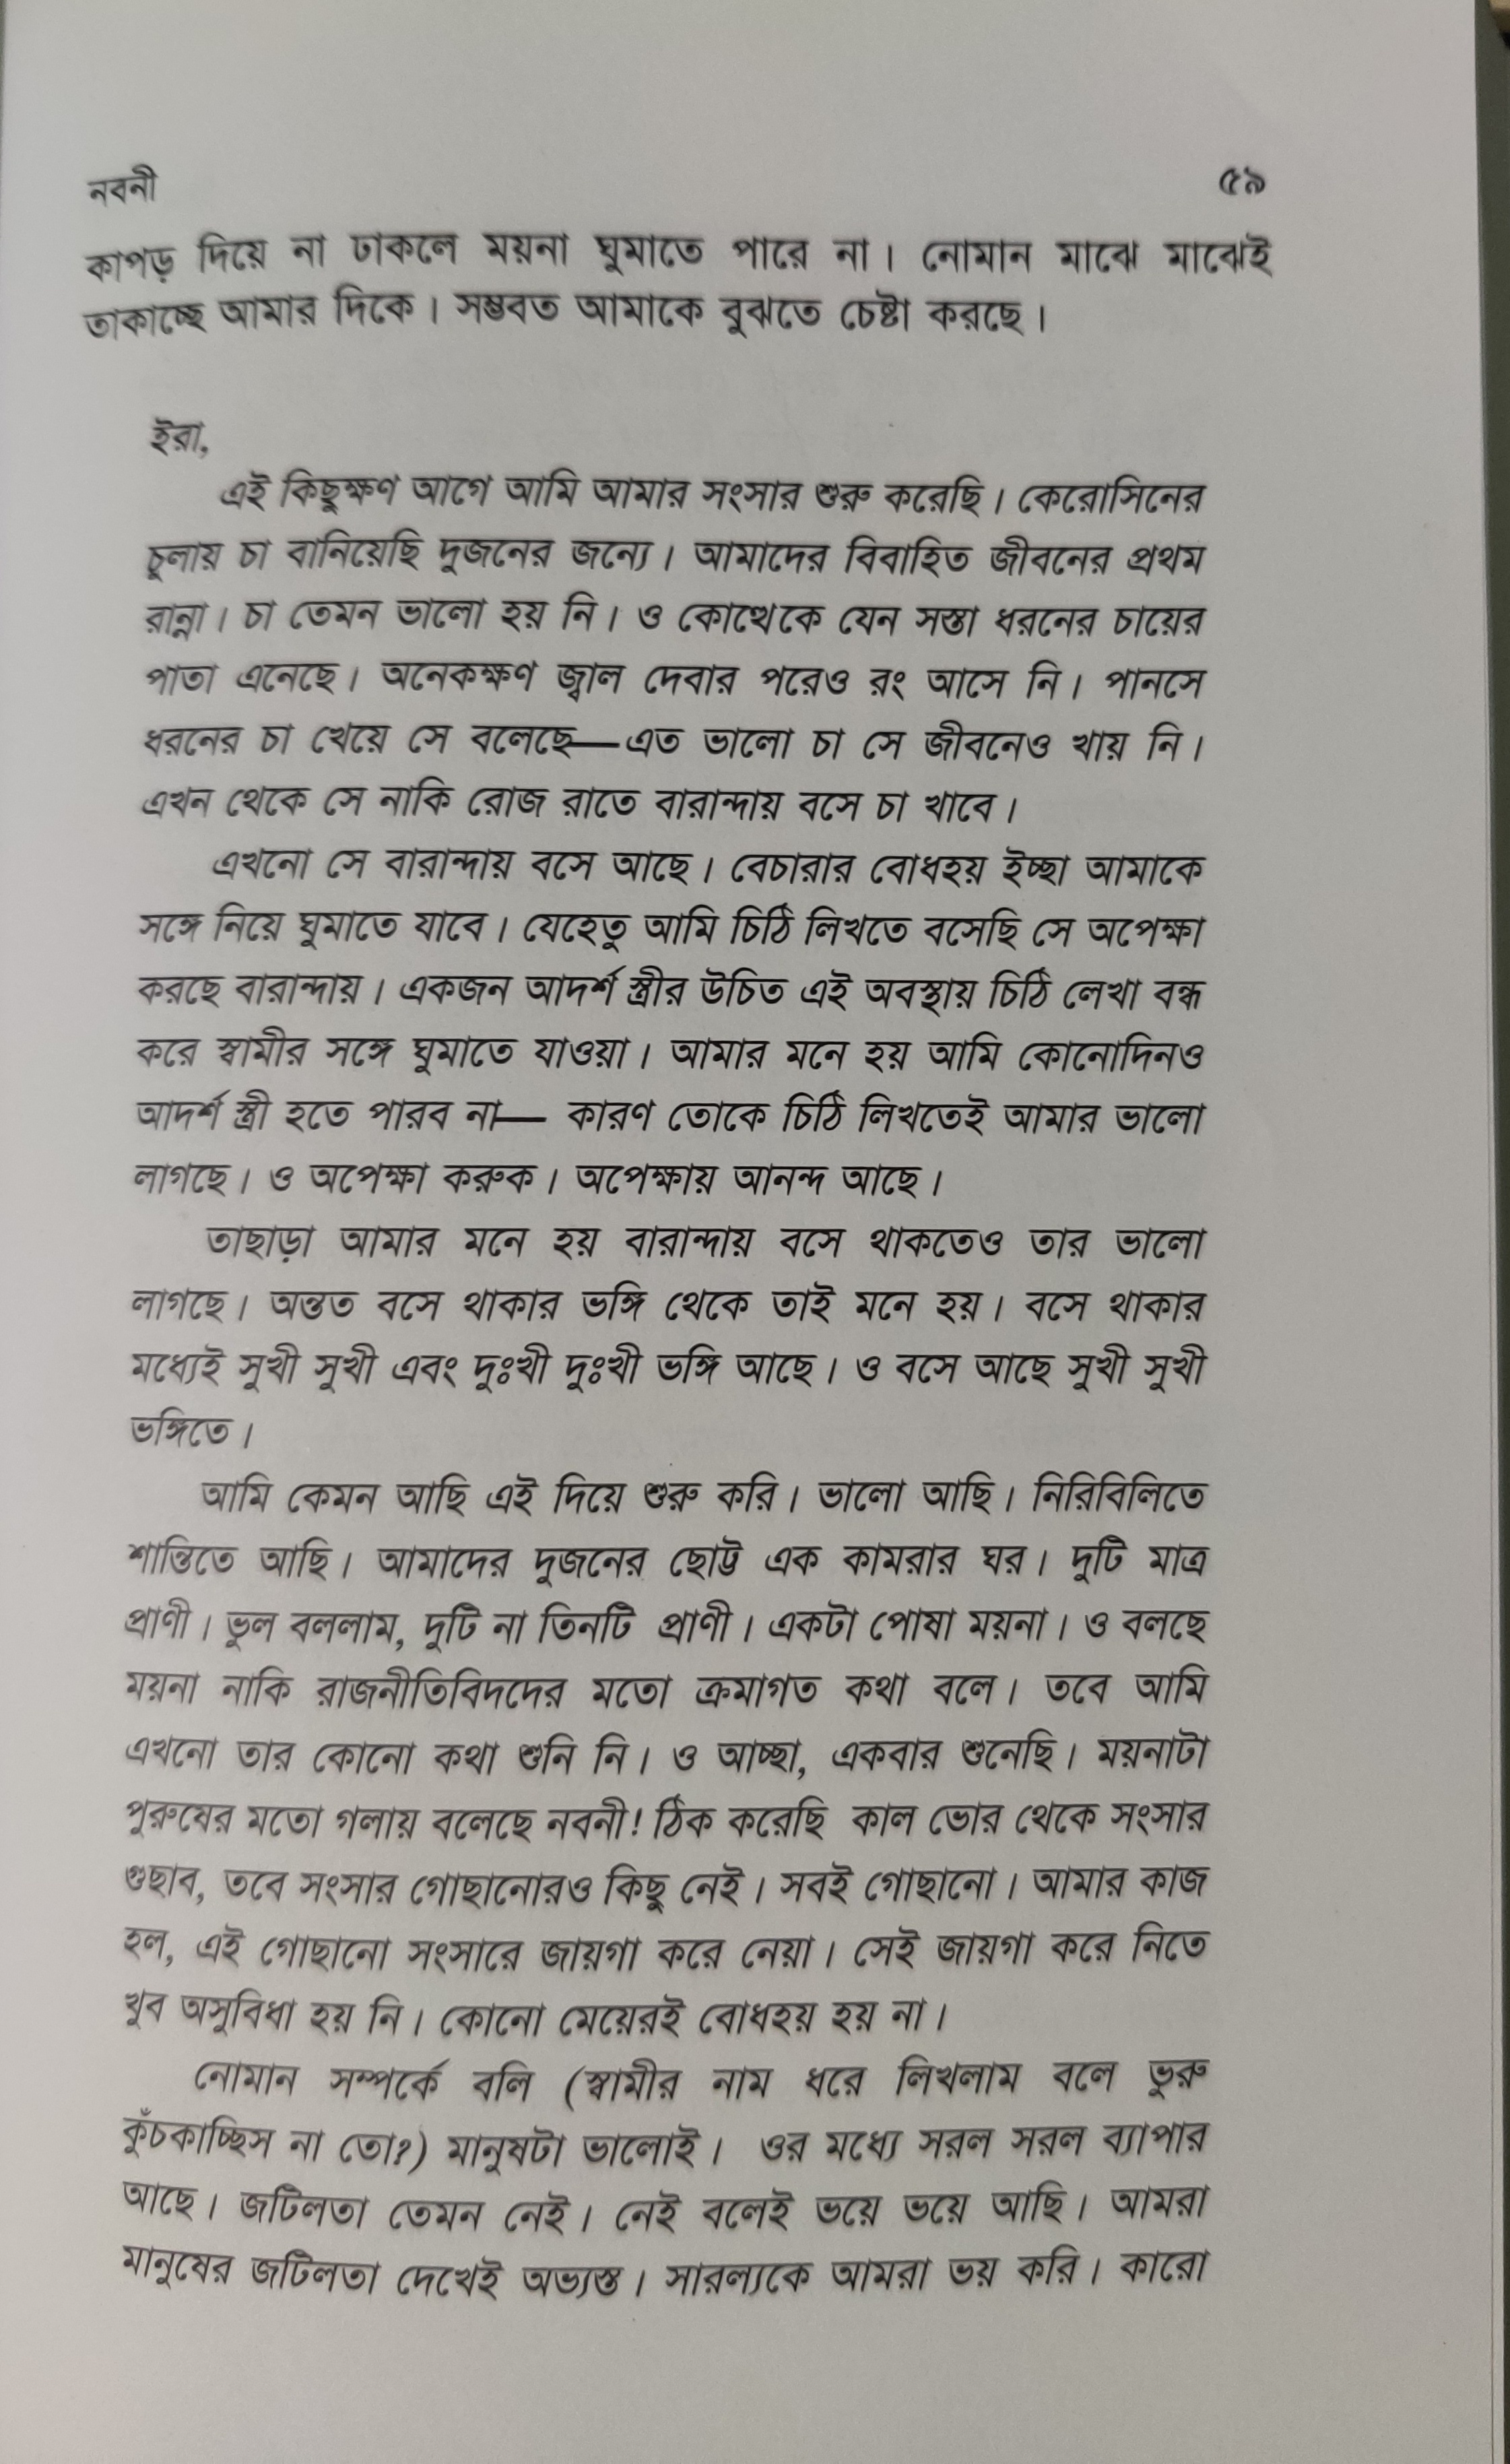 নবনী ৫৯
কাপড় দিয়ে না ঢাকলে ময়না ঘুমাতে পারে না। নোমান মাঝে মাঝেই
তাকাচ্ছে আমার দিকে। সম্ভবত আমাকে বুঝতে চেষ্টা করছে।
ইরা,
এই কিছুক্ষণ আগে আমি আমার সংসার শুরু করেছি। কেরোসিনের
চুলায় চা বানিয়েছি দুজনের জন্যে। আমাদের বিবাহিত জীবনের প্রথম
রান্না। চা তেমন ভালো হয় নি। ও কোত্থেকে যেন সস্তা ধরনের চায়ের
পাতা এনেছে। অনেকক্ষণ জ্বাল দেবার পরেও রং আসে নি। পানসে
ধরনের চা খেয়ে সে বলেছে—এত ভালো চা সে জীবনেও খায় নি।
এখন থেকে সে নাকি রোজ রাতে বারান্দায় বসে চা খাবে।
এখনো সে বারান্দায় বসে আছে। বেচারার বোধহয় ইচ্ছা আমাকে
সঙ্গে নিয়ে ঘুমাতে যাবে। যেহেতু আমি চিঠি লিখতে বসেছি সে অপেক্ষা
করছে বারান্দায়। একজন আদর্শ স্ত্রীর উচিত এই অবস্থায় চিঠি লেখা বন্ধ
করে স্বামীর সঙ্গে ঘুমাতে যাওয়া। আমার মনে হয় আমি কোনোদিনও
আদর্শ স্ত্রী হতে পারব না— কারণ তোকে চিঠি লিখতেই আমার ভালো
লাগছে। ও অপেক্ষা করুক। অপেক্ষায় আনন্দ আছে।
তাছাড়া আমার মনে হয় বারান্দায় বসে থাকতেও তার ভালো
লাগছে। অন্তত বসে থাকার ভঙ্গি থেকে তাই মনে হয়। বসে থাকার
মধ্যেই সুখী সুখী এবং দুঃখী দুঃখী ভঙ্গি আছে। ও বসে আছে সুখী সুখী
ভঙ্গিতে।
আমি কেমন আছি এই দিয়ে শুরু করি। ভালো আছি। নিরিবিলিতে
শান্তিতে আছি। আমাদের দুজনের ছোট্ট এক কামরার ঘর। দুটি মাত্র
প্রাণী। ভুল বললাম, দুটি না তিনটি প্রাণী। একটা পোষা ময়না। ও বলছে
ময়না নাকি রাজনীতিবিদদের মতো ক্রমাগত কথা বলে। তবে আমি
এখনো তার কোনো কথা শুনি নি। ও আচ্ছা, একবার শুনেছি। ময়নাটা
পুরুষের মতো গলায় বলেছে নবনী! ঠিক করেছি কাল ভোর থেকে সংসার
গুছাব, তবে সংসার গোছানোরও কিছু নেই। সবই গোছানো। আমার কাজ
হল, এই গোছানো সংসারে জায়গা করে নেয়া। সেই জায়গা করে নিতে
খুব অসুবিধা হয় নি। কোনো মেয়েরই বোধহয় হয় না।
নোমান সম্পর্কে বলি (স্বামীর নাম ধরে লিখলাম বলে ভুরু
কুঁচকাচ্ছিস না তো?) মানুষটা ভালোই। ওর মধ্যে সরল সরল ব্যাপার
আছে। জটিলতা তেমন নেই। নেই বলেই ভয়ে ভয়ে আছি। আমরা
মানুষের জটিলতা দেখেই অভ্যস্ত। সারল্যকে আমরা ভয় করি। কারো